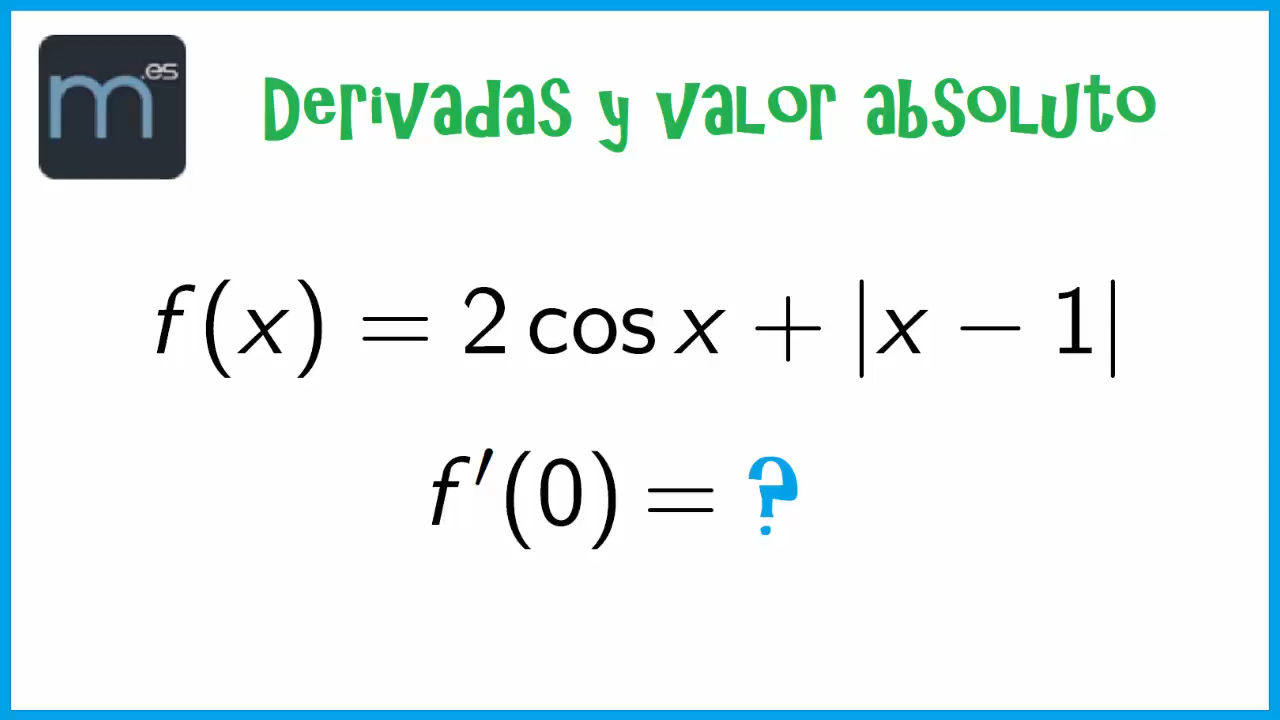 m.es
Derivadas y valor absoluto
f(x) = 2 cos x + |x − 1|
f′(0) = ?